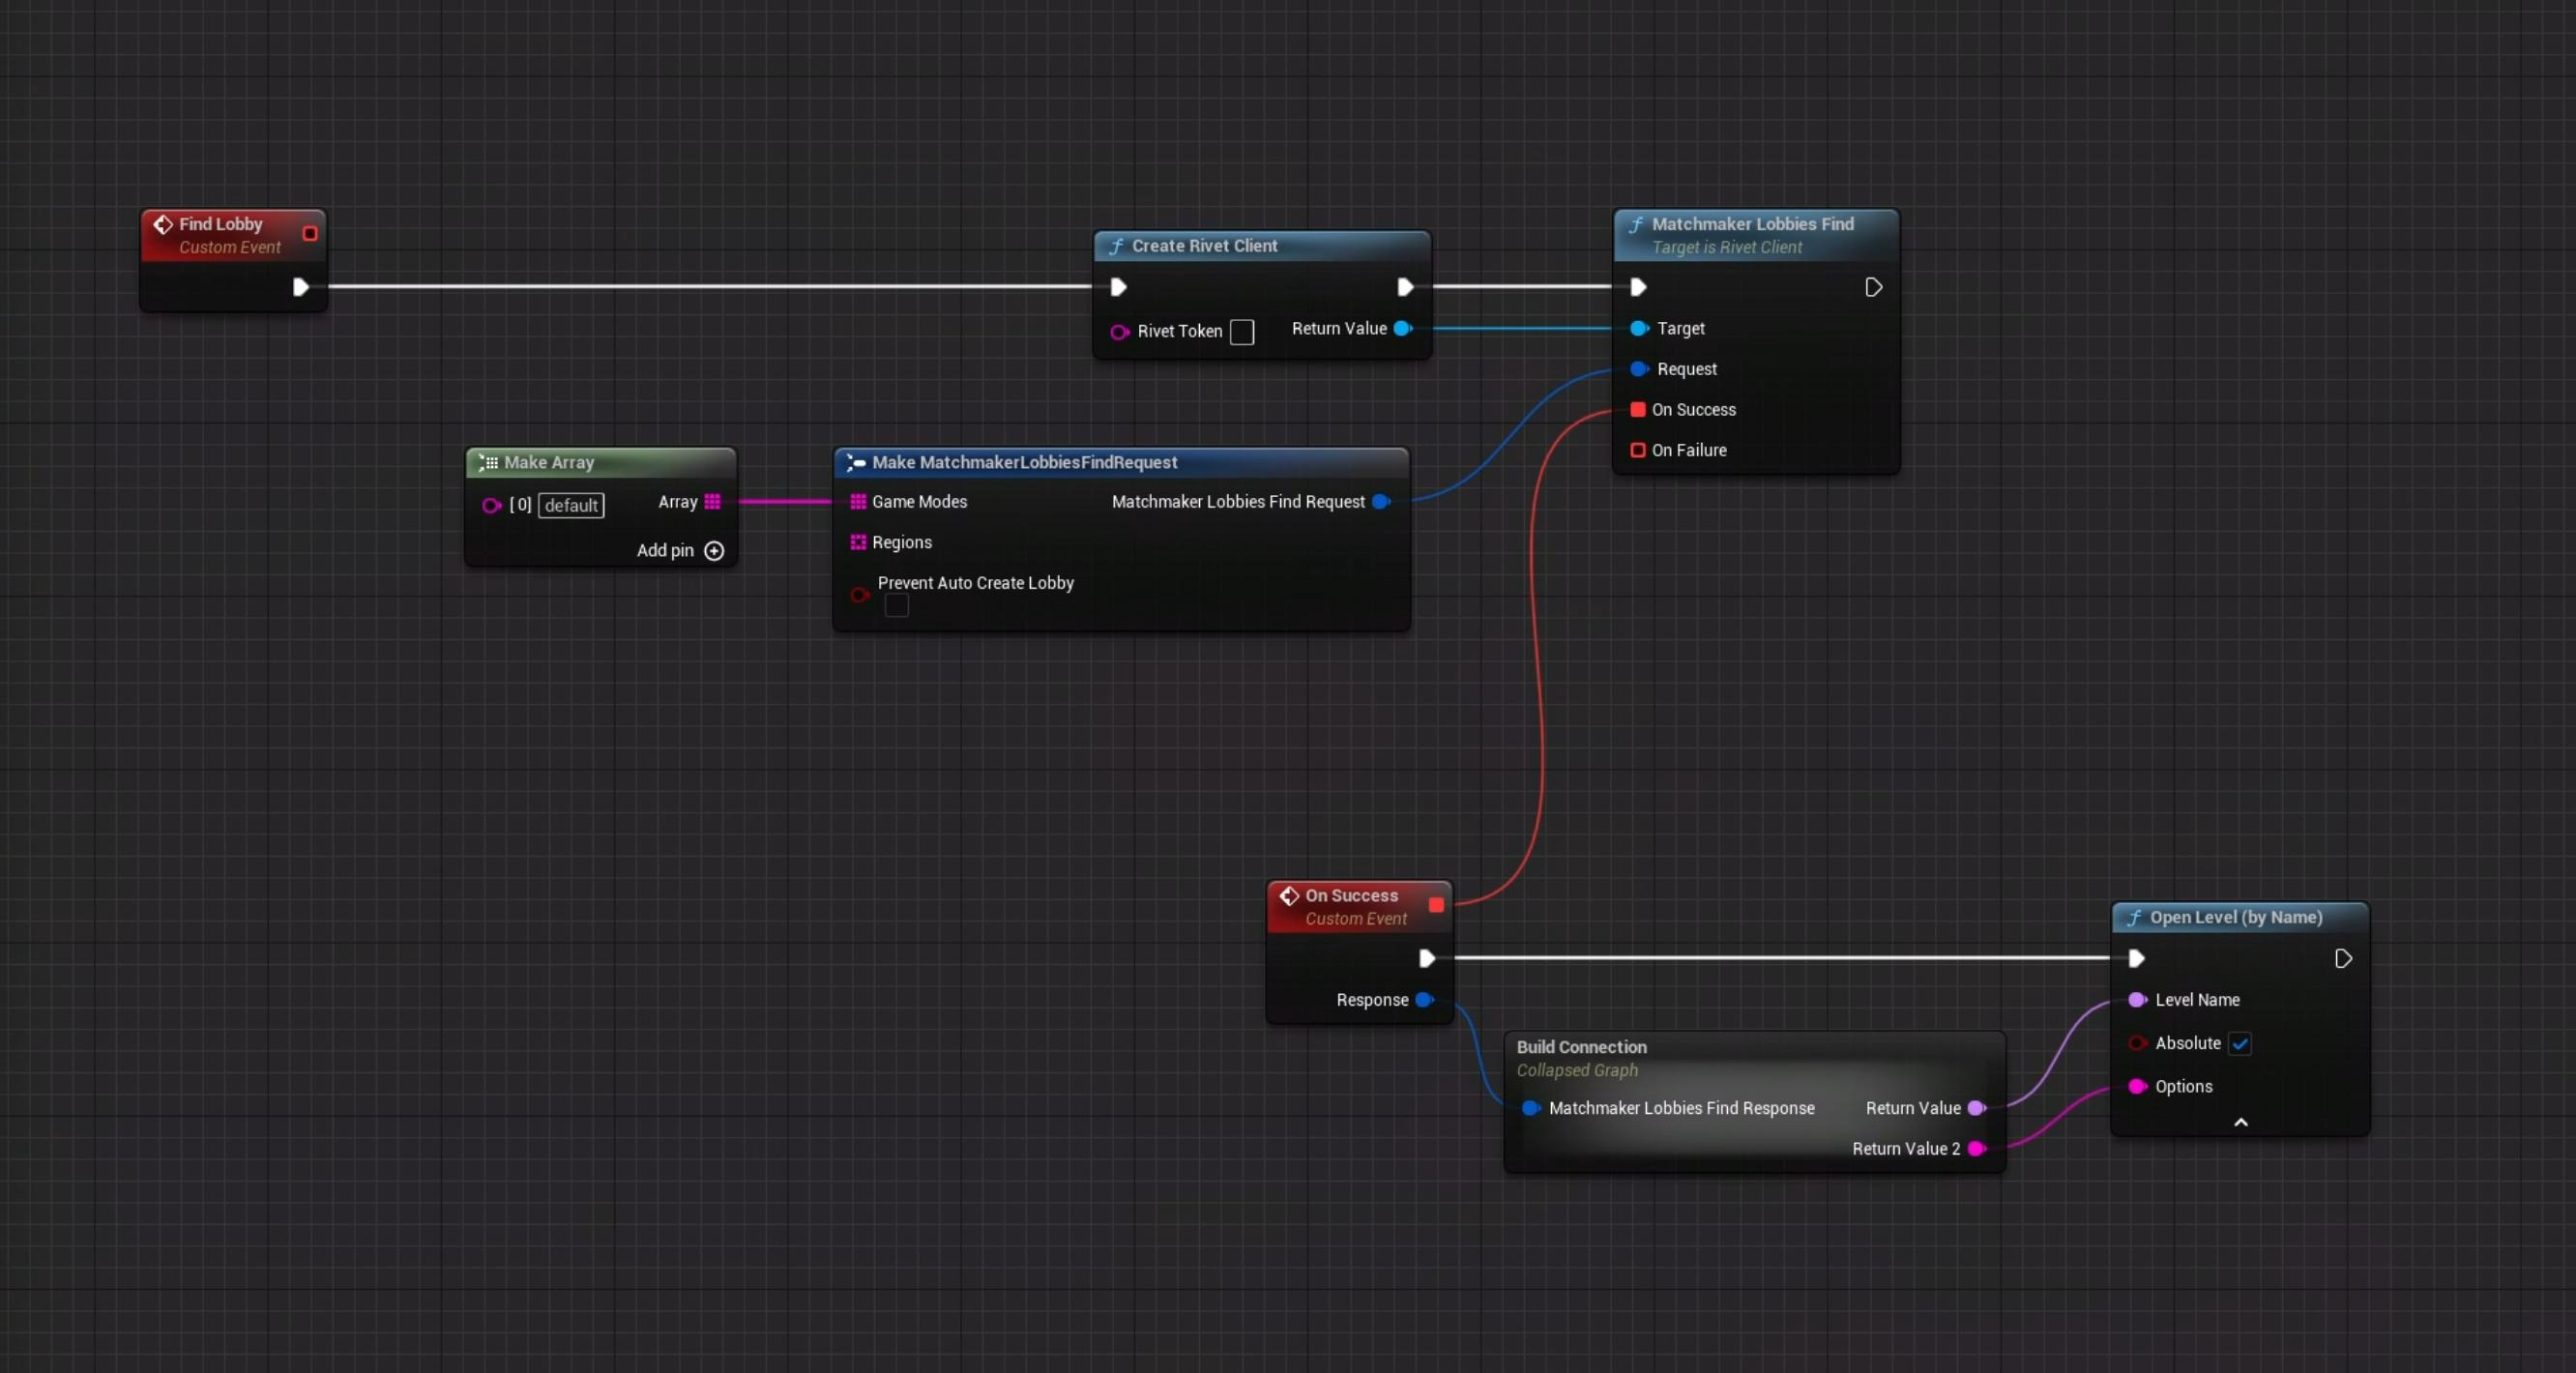 Find Lobby
Custom Event
Create Rivet Client
Rivet Token
Return Value
Matchmaker Lobbies Find
Target is Rivet Client
Target
Request
On Success
On Failure
Make Array
[ 0] default
Array
Add pin
Make MatchmakerLobbiesFindRequest
Game Modes
Matchmaker Lobbies Find Request
Regions
Prevent Auto Create Lobby
On Success
Custom Event
Response
Build Connection
Collapsed Graph
Matchmaker Lobbies Find Response
Return Value
Return Value 2
Open Level (by Name)
Level Name
Absolute
Options